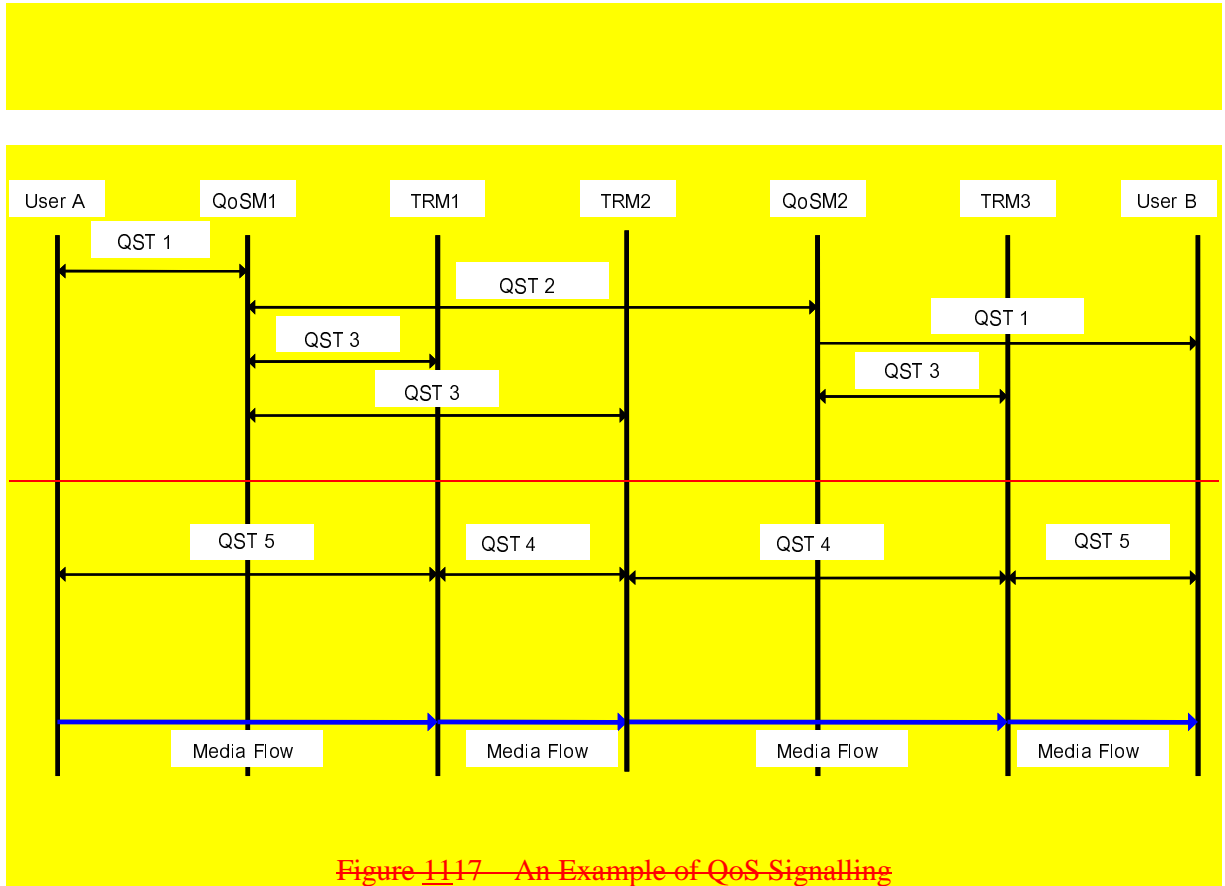 User A
QoSM1
TRM1
TRM2
QoSM2
TRM3
User B
QST 1
QST 2
QST 1
QST 3
QST 3
QST 3
QST 5
QST 4
QST 4
QST 5
Media Flow
Media Flow
Media Flow
Media Flow
Figure 1117 An Example of QoS Signalling